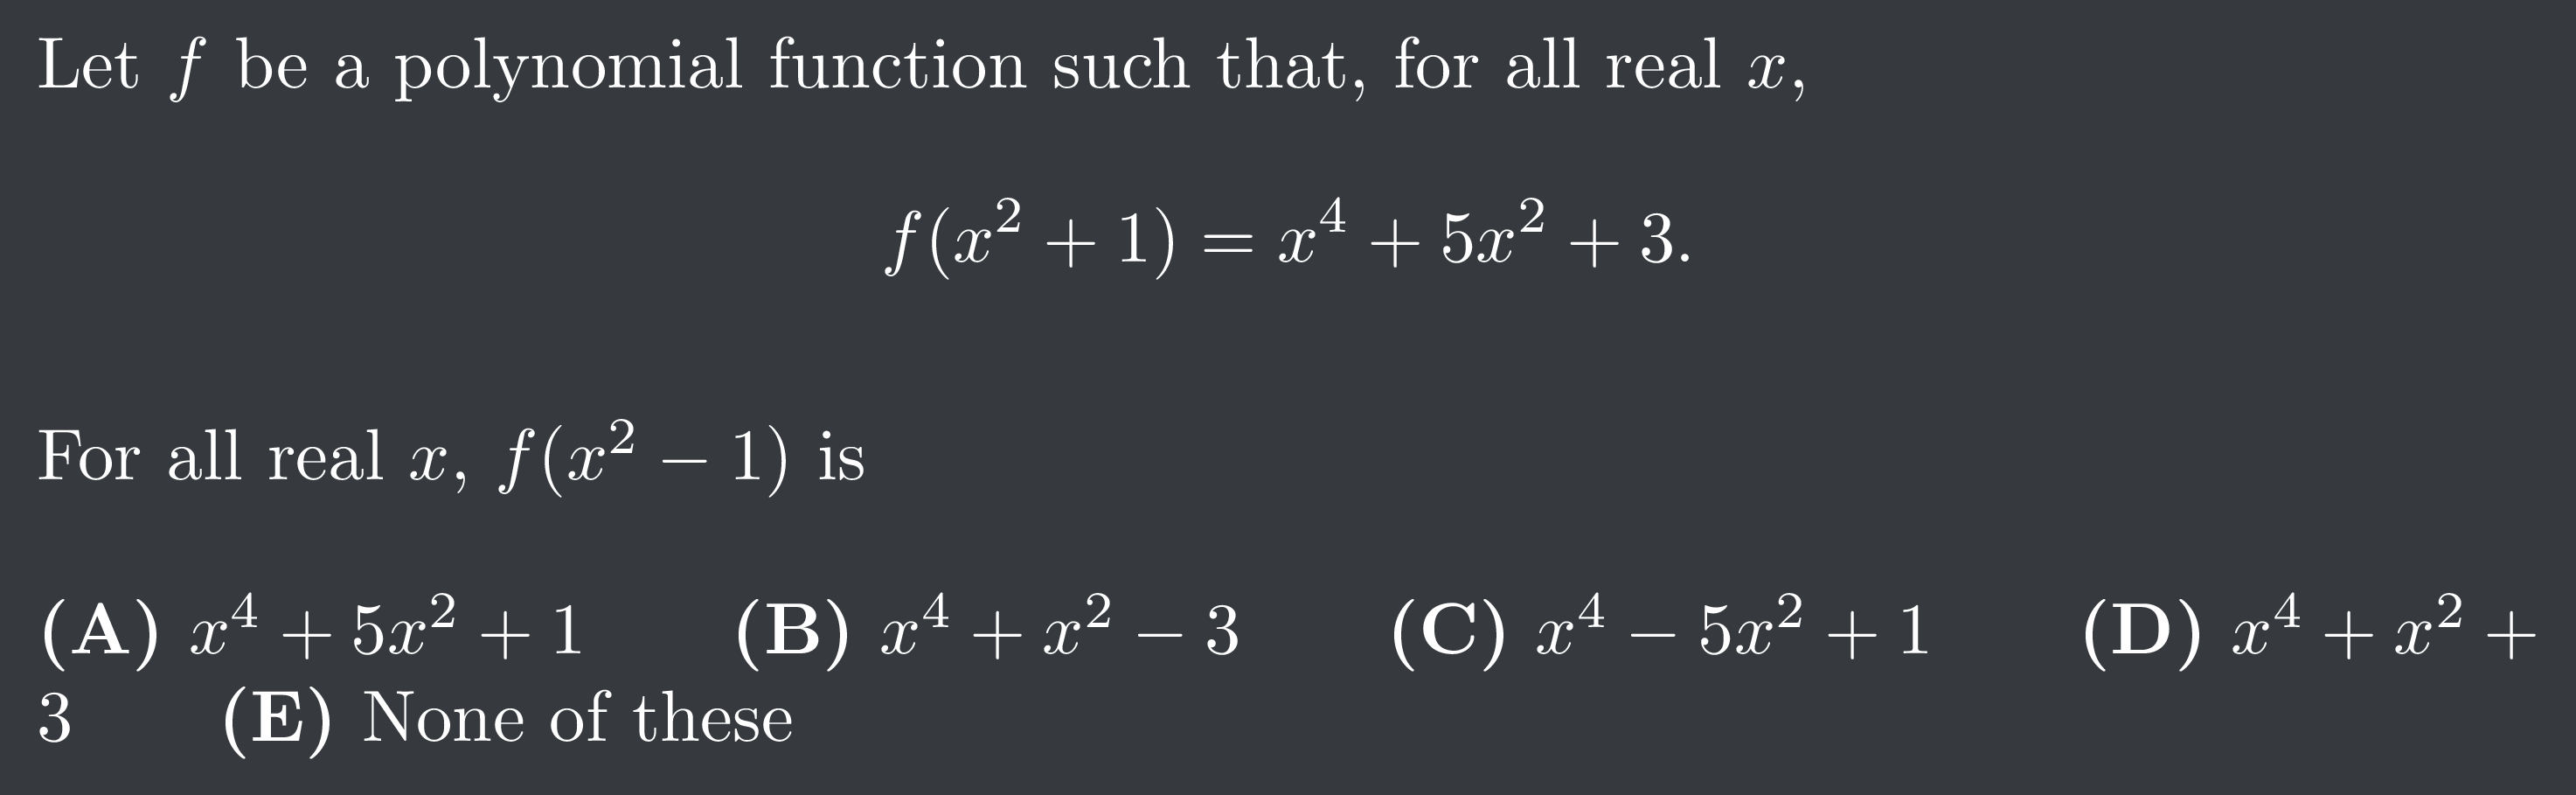 Let f be a polynomial function such that, for all real x,
f(x² + 1) = x⁴ + 5x² + 3.
For all real x, f(x² − 1) is
(A) x⁴ + 5x² + 1 (B) x⁴ + x² − 3 (C) x⁴ − 5x² + 1 (D) x⁴ + x² +
3 (E) None of these